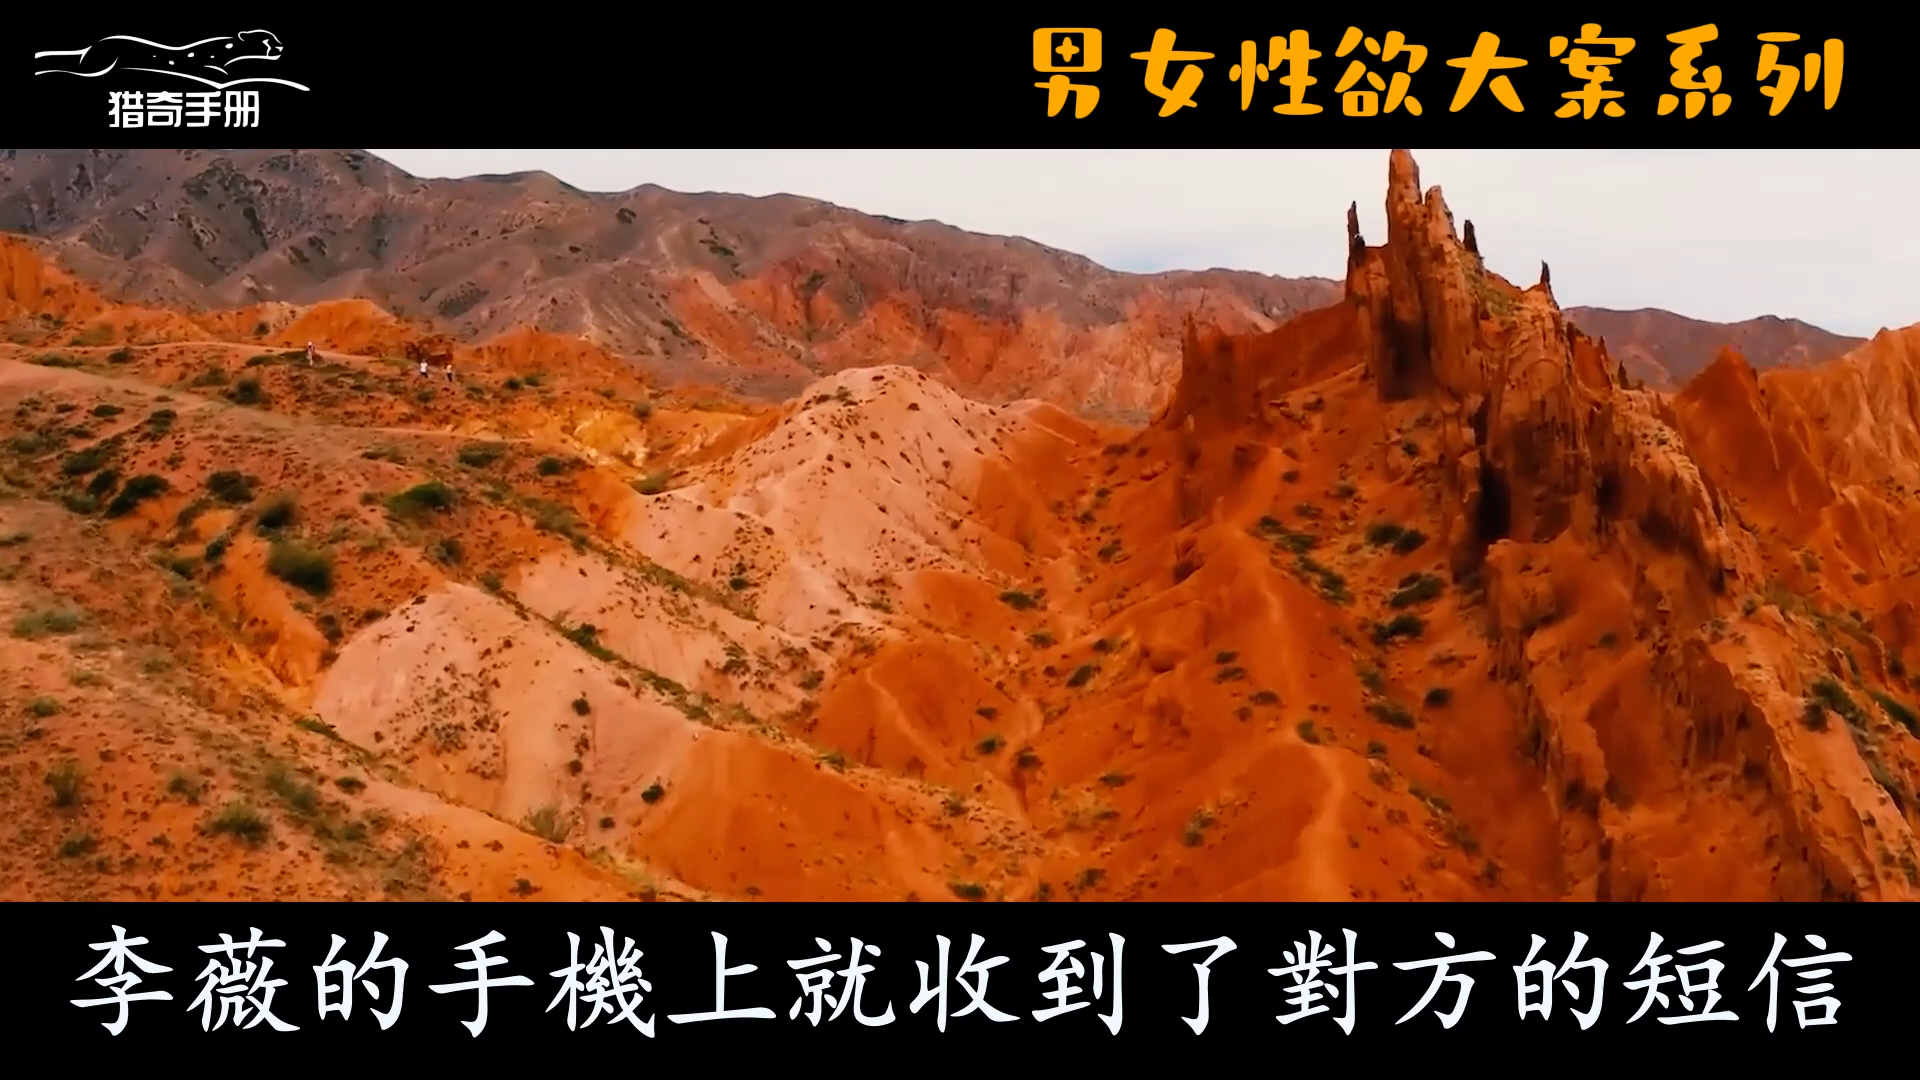 猎奇手册
男女性欲大案系列
李薇的手機上就收到了對方的短信